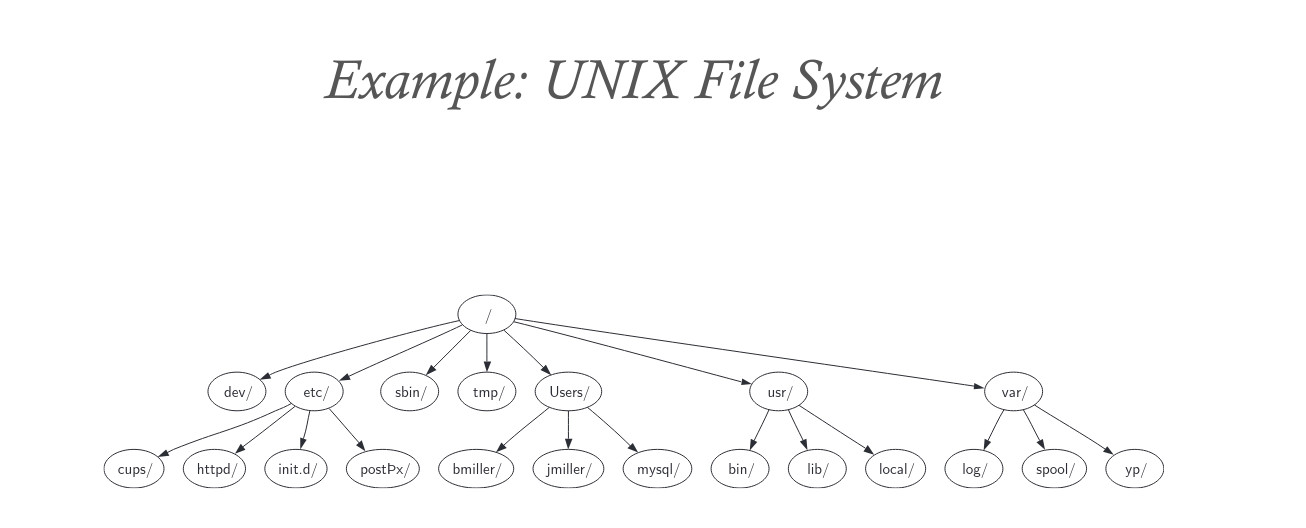 Example: UNIX File System
/
dev/ etc/ sbin/ tmp/ Users/ usr/ var/
cups/ httpd/ init.d/ postPx/ bmiller/ jmiller/ mysql/ bin/ lib/ local/ log/ spool/ yp/